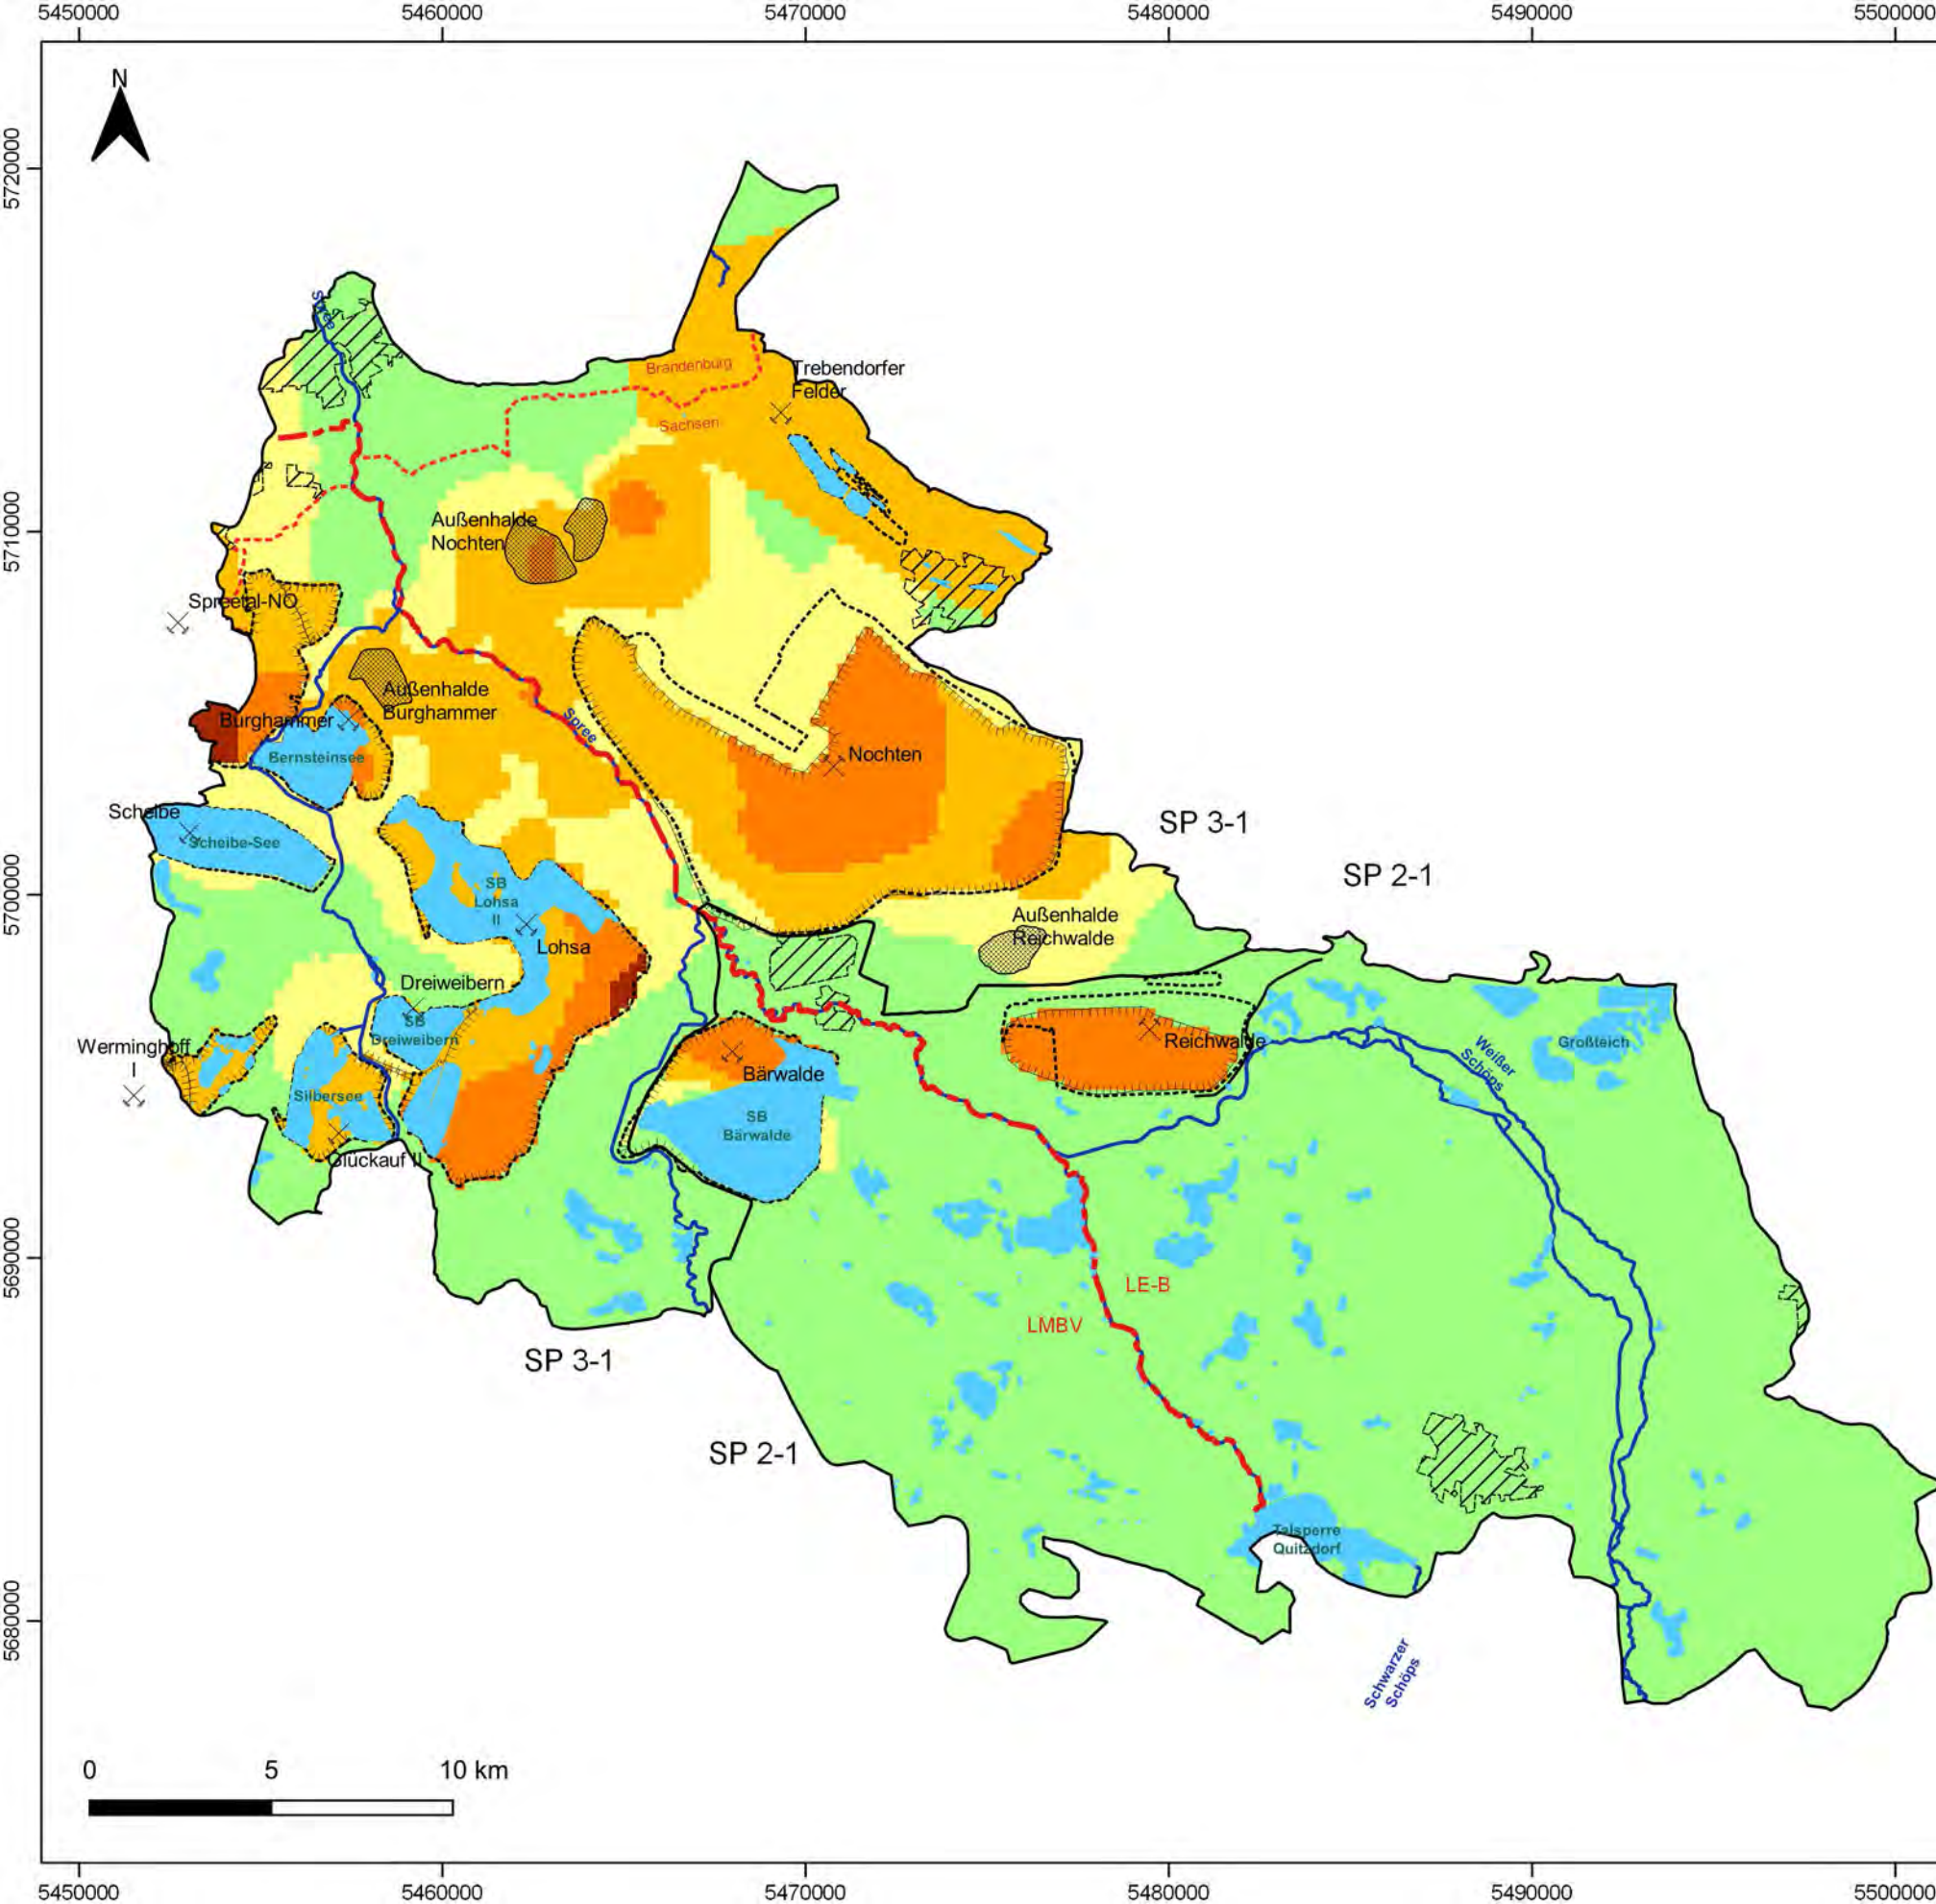 5450000
5460000
5470000
5480000
5490000
5500000
N
5720000
5710000
5700000
5690000
5680000
Spree
Brandenburg
Sachsen
Trebendorfer
Felder
Außenhalde
Nochten
Spreetal-NO
Außenhalde
Burghammer
Burghammer
Bernsteinsee
Spree
Nochten
Scheibe
Scheibe-See
SP 3-1
SP 2-1
SB
Lohsa
II
Lohsa
Außenhalde
Reichwalde
Dreiweibern
SB
Dreiweibern
Werminghoff
I
Silbersee
Glückauf II
Bärwalde
SB
Bärwalde
Reichwalde
Weißer
Schöps
Großteich
LE-B
LMBV
SP 3-1
SP 2-1
Talsperre
Quitzdorf
Schwarzer
Schöps
0
5
10 km
5450000
5460000
5470000
5480000
5490000
5500000